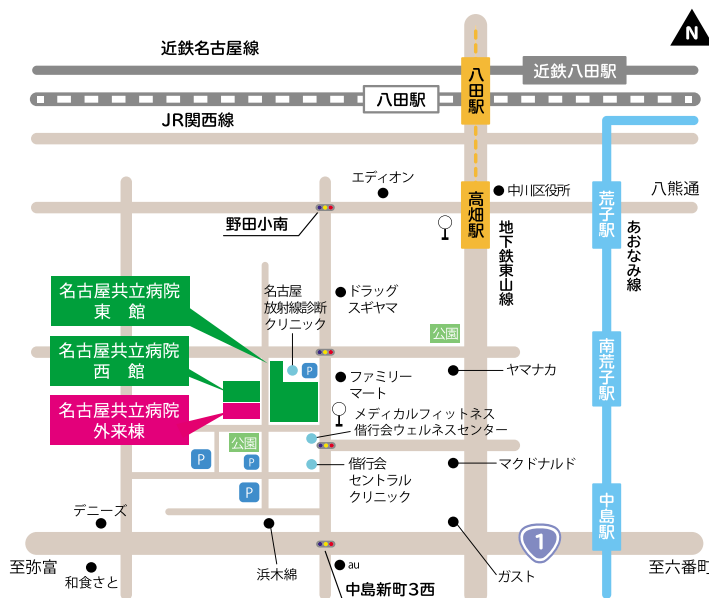 N
近鉄名古屋線
近鉄八田駅
八田駅
八田駅
JR関西線
エディオン
中川区役所
八熊通
高畑駅
荒子駅
野田小南
地下鉄東山線
あおなみ線
名古屋共立病院
東 館
名古屋
放射線診断
クリニック
ドラッグ
スギヤマ
公園
名古屋共立病院
西 館
P
ファミリー
マート
ヤマナカ
南荒子駅
名古屋共立病院
外来棟
メディカルフィットネス
偕行会ウェルネスセンター
公園
P
P
偕行会
セントラル
クリニック
マクドナルド
P
中島駅
デニーズ
1
至弥富
和食さと
浜木綿
au
中島新町3西
ガスト
至六番町